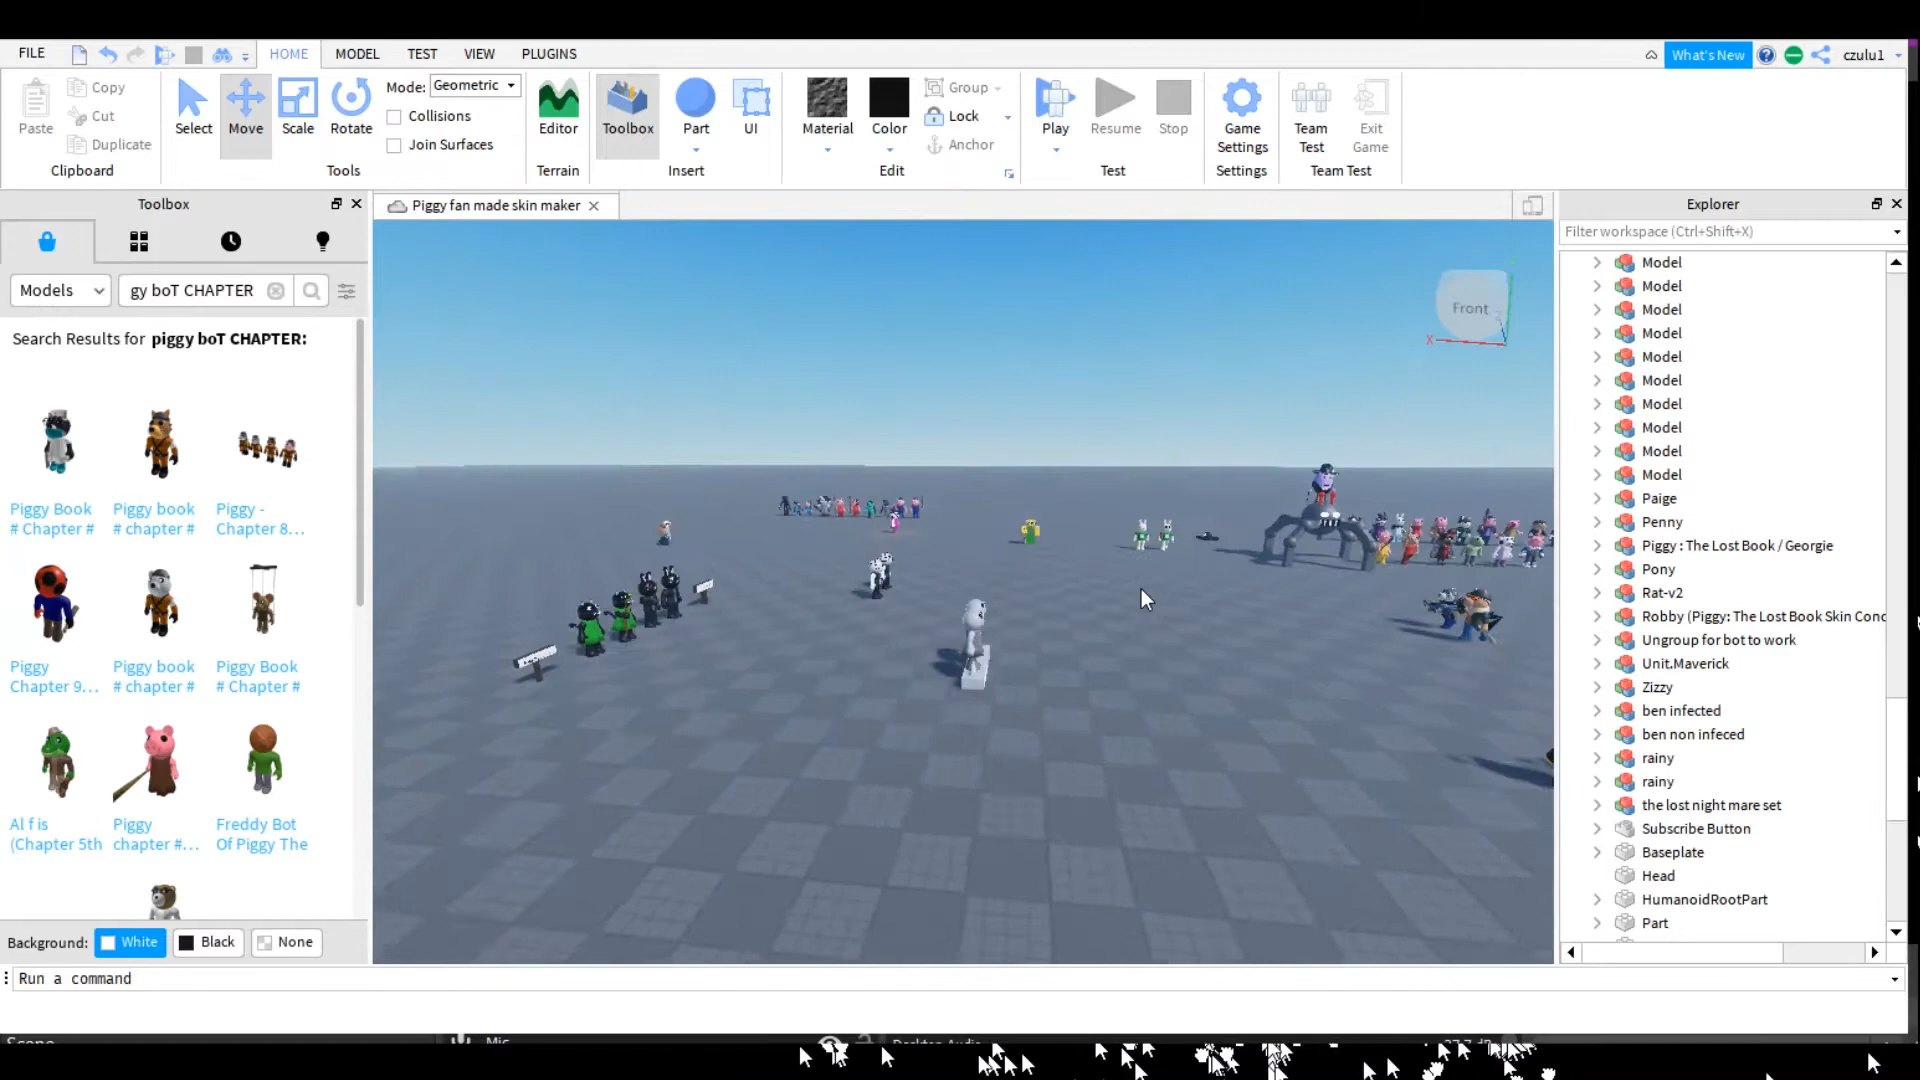 FILE HOME MODEL TEST VIEW PLUGINS What's New czulu1
Paste Copy Cut Duplicate Clipboard
Select Move Scale Rotate Mode: Geometric Collisions Join Surfaces Tools
Editor Terrain
Toolbox Part UI Insert
Material Color Group Lock Anchor Edit
Play Resume Stop Test
Game Settings Settings
Team Test Exit Game Team Test
Toolbox
Piggy fan made skin maker
Explorer
Models gy boT CHAPTER
Filter workspace (Ctrl+Shift+X)
Search Results for piggy boT CHAPTER:
Piggy Book # Chapter #
Piggy book # chapter #
Piggy - Chapter 8...
Piggy Chapter 9...
Piggy book # chapter #
Piggy Book # Chapter #
Al f is (Chapter 5th
Piggy chapter #...
Freddy Bot Of Piggy The
Background: White Black None
Front
X
Model
Model
Model
Model
Model
Model
Model
Model
Model
Model
Paige
Penny
Piggy : The Lost Book / Georgie
Pony
Rat-v2
Robby (Piggy: The Lost Book Skin Conc
Ungroup for bot to work
Unit.Maverick
Zizzy
ben infected
ben non infeced
rainy
rainy
the lost night mare set
Subscribe Button
Baseplate
Head
HumanoidRootPart
Part
Run a command